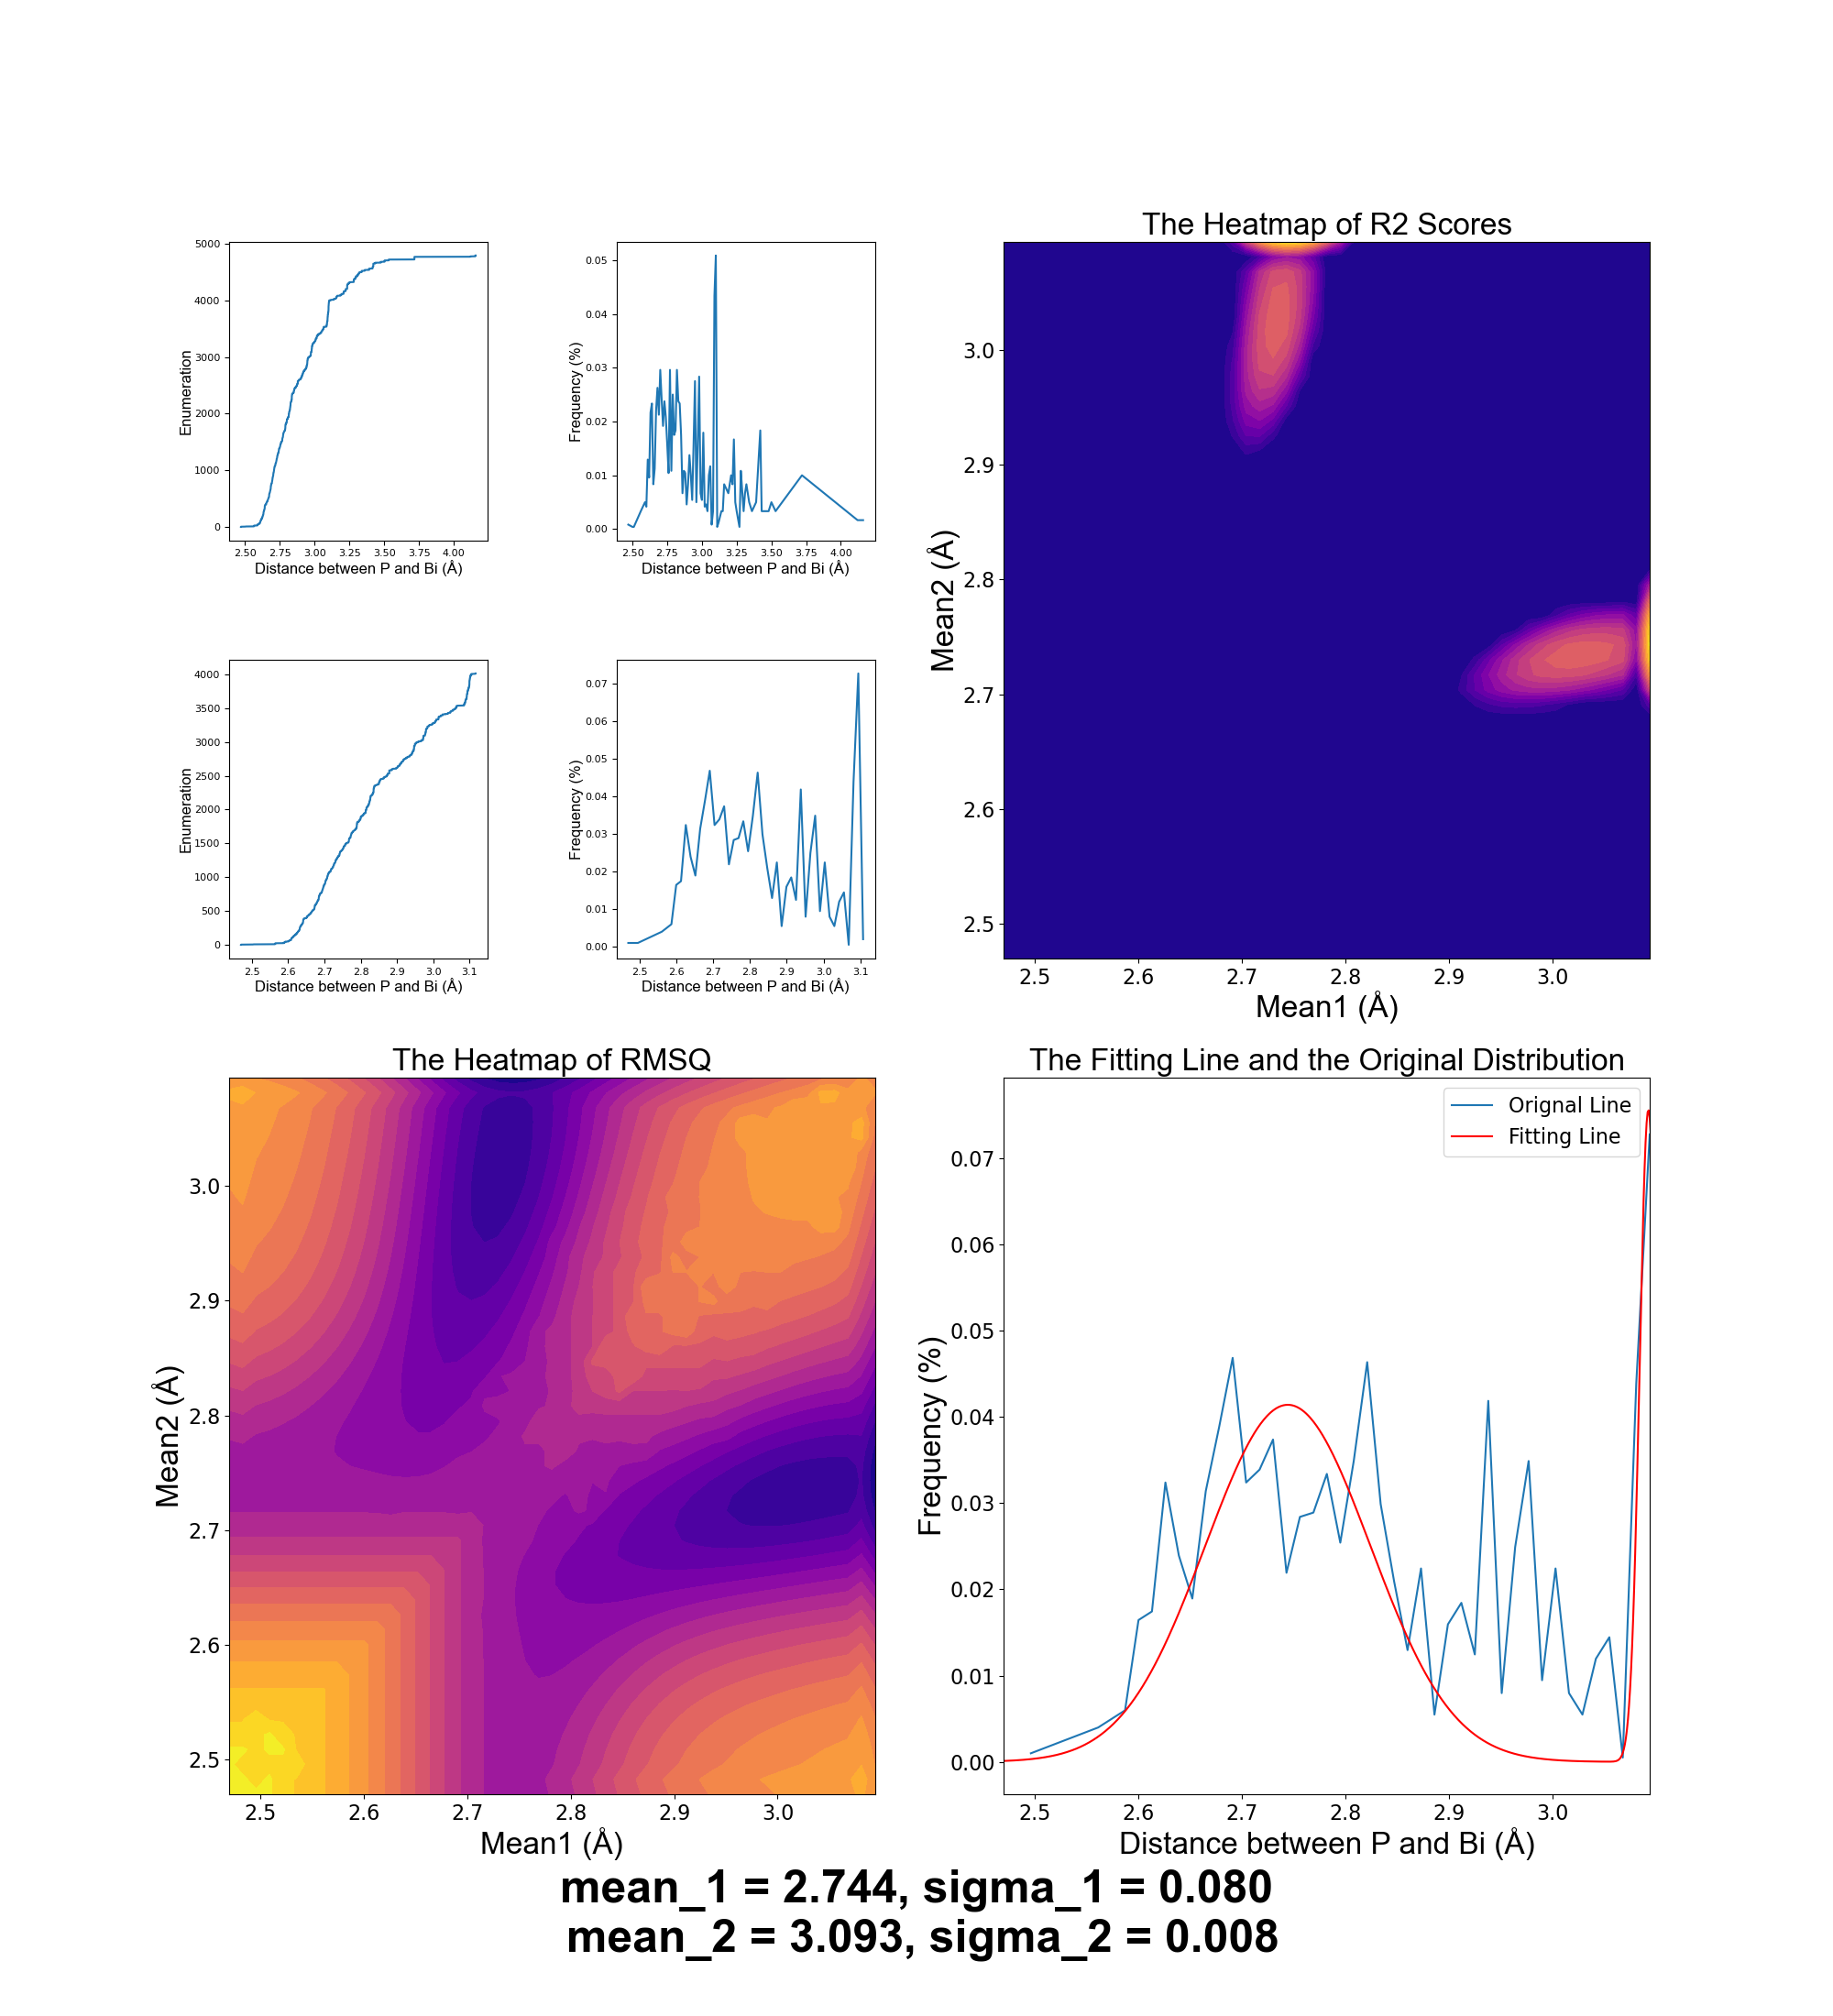 5000
4000
3000
2000
1000
0
Enumeration
2.50 2.75 3.00 3.25 3.50 3.75 4.00
Distance between P and Bi (Å)
0.05
0.04
0.03
0.02
0.01
0.00
Frequency (%)
2.50 2.75 3.00 3.25 3.50 3.75 4.00
Distance between P and Bi (Å)
4000
3500
3000
2500
2000
1500
1000
500
0
Enumeration
2.5 2.6 2.7 2.8 2.9 3.0 3.1
Distance between P and Bi (Å)
0.07
0.06
0.05
0.04
0.03
0.02
0.01
0.00
Frequency (%)
2.5 2.6 2.7 2.8 2.9 3.0 3.1
Distance between P and Bi (Å)
The Heatmap of R2 Scores
3.0
2.9
2.8
2.7
2.6
2.5
Mean2 (Å)
2.5 2.6 2.7 2.8 2.9 3.0
Mean1 (Å)
The Heatmap of RMSQ
3.0
2.9
2.8
2.7
2.6
2.5
Mean2 (Å)
2.5 2.6 2.7 2.8 2.9 3.0
Mean1 (Å)
The Fitting Line and the Original Distribution
Orignal Line
Fitting Line
0.07
0.06
0.05
0.04
0.03
0.02
0.01
0.00
Frequency (%)
2.5 2.6 2.7 2.8 2.9 3.0
Distance between P and Bi (Å)
mean_1 = 2.744, sigma_1 = 0.080
mean_2 = 3.093, sigma_2 = 0.008